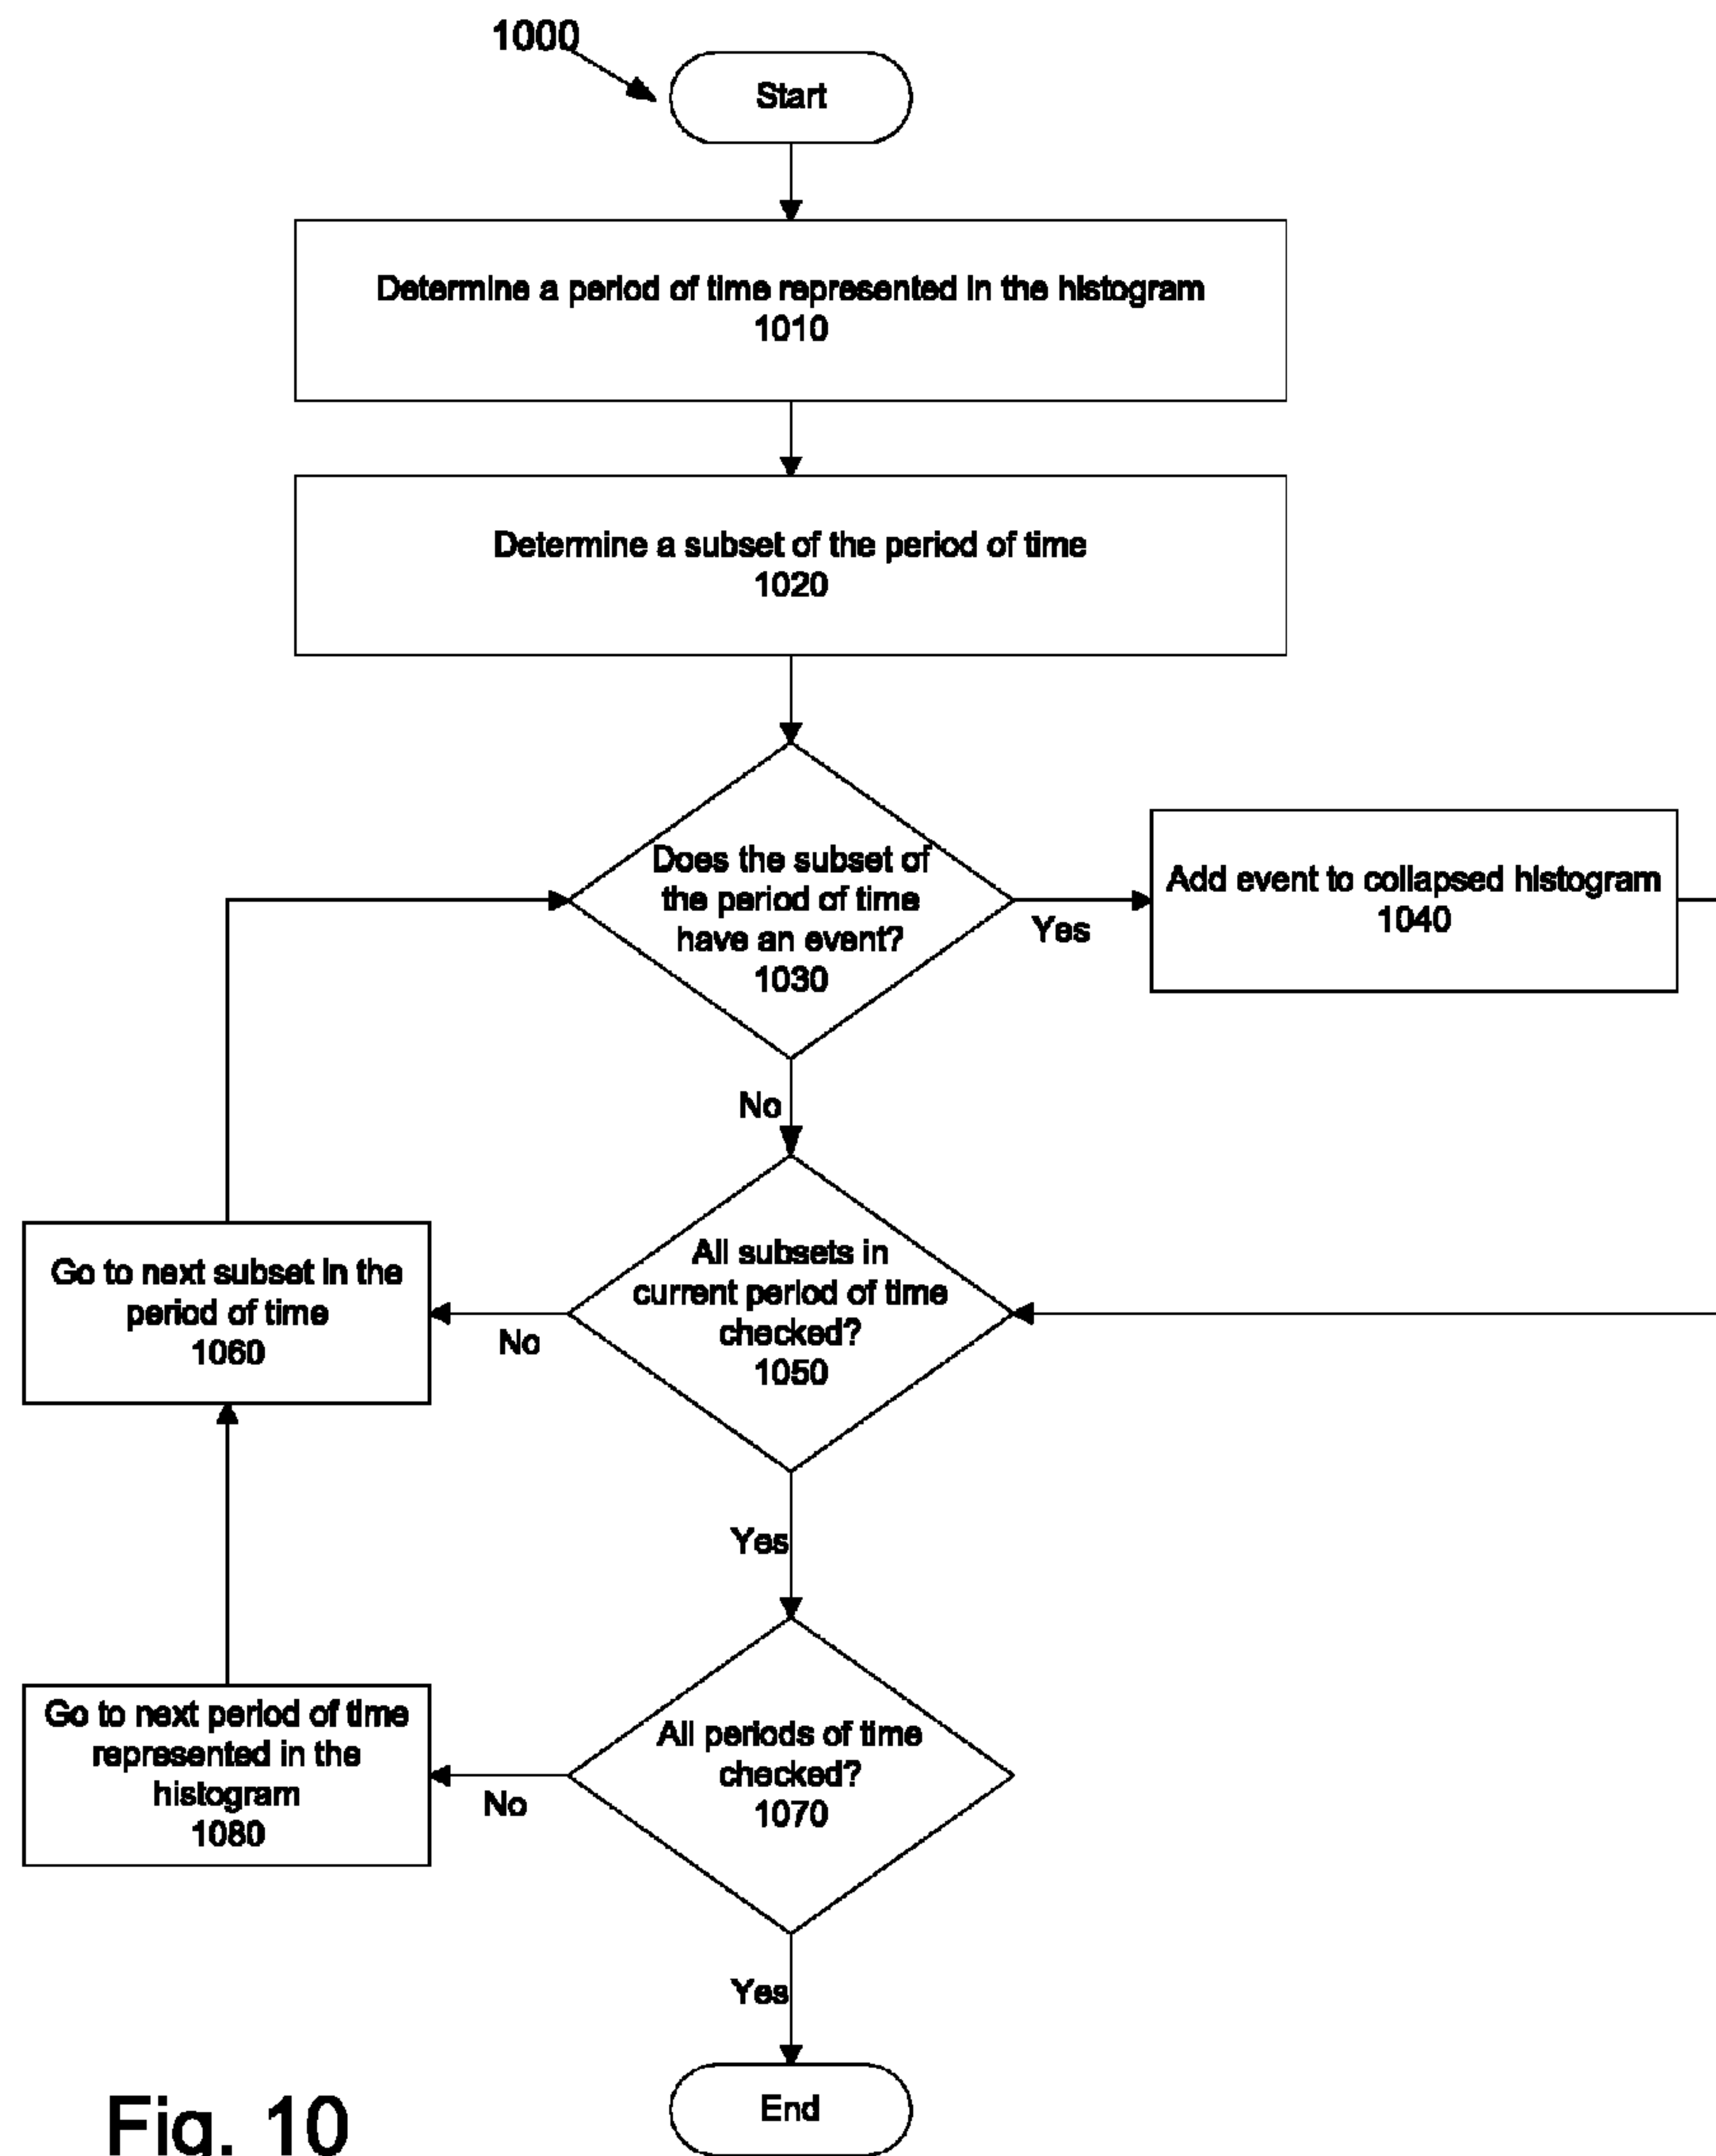 1000
Start
Determine a period of time represented in the histogram
1010
Determine a subset of the period of time
1020
Does the subset of
the period of time
have an event?
1030
Yes
Add event to collapsed histogram
1040
No
All subsets in
current period of time
checked?
1050
No
Go to next subset in the
period of time
1060
Yes
All periods of time
checked?
1070
No
Go to next period of time
represented in the
histogram
1080
Yes
End
Fig. 10